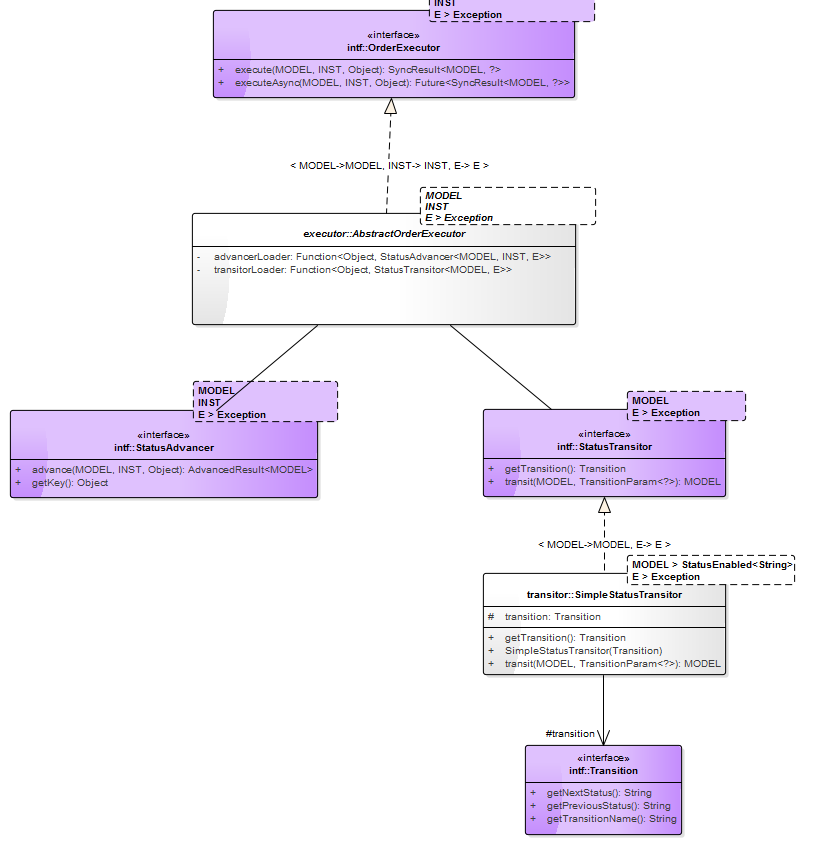 INST
E > Exception
«interface»
intf::OrderExecutor
+ execute(MODEL, INST, Object): SyncResult<MODEL, ?>
+ executeAsync(MODEL, INST, Object): Future<SyncResult<MODEL, ?>>
< MODEL->MODEL, INST-> INST, E-> E >
MODEL
INST
E > Exception
executor::AbstractOrderExecutor
- advancerLoader: Function<Object, StatusAdvancer<MODEL, INST, E>>
- transitorLoader: Function<Object, StatusTransitor<MODEL, E>>
MODEL
INST
E > Exception
«interface»
intf::StatusAdvancer
+ advance(MODEL, INST, Object): AdvancedResult<MODEL>
+ getKey(): Object
MODEL
E > Exception
«interface»
intf::StatusTransitor
+ getTransition(): Transition
+ transit(MODEL, TransitionParam<?>): MODEL
< MODEL->MODEL, E-> E >
MODEL > StatusEnabled<String>
E > Exception
transitor::SimpleStatusTransitor
# transition: Transition
+ getTransition(): Transition
+ SimpleStatusTransitor(Transition)
+ transit(MODEL, TransitionParam<?>): MODEL
#transition
«interface»
intf::Transition
+ getNextStatus(): String
+ getPreviousStatus(): String
+ getTransitionName(): String